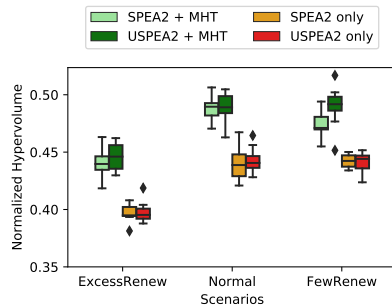 SPEA2 + MHT SPEA2 only
USPEA2 + MHT USPEA2 only
Normalized Hypervolume
0.50
0.45
0.40
0.35
ExcessRenew Normal FewRenew
Scenarios